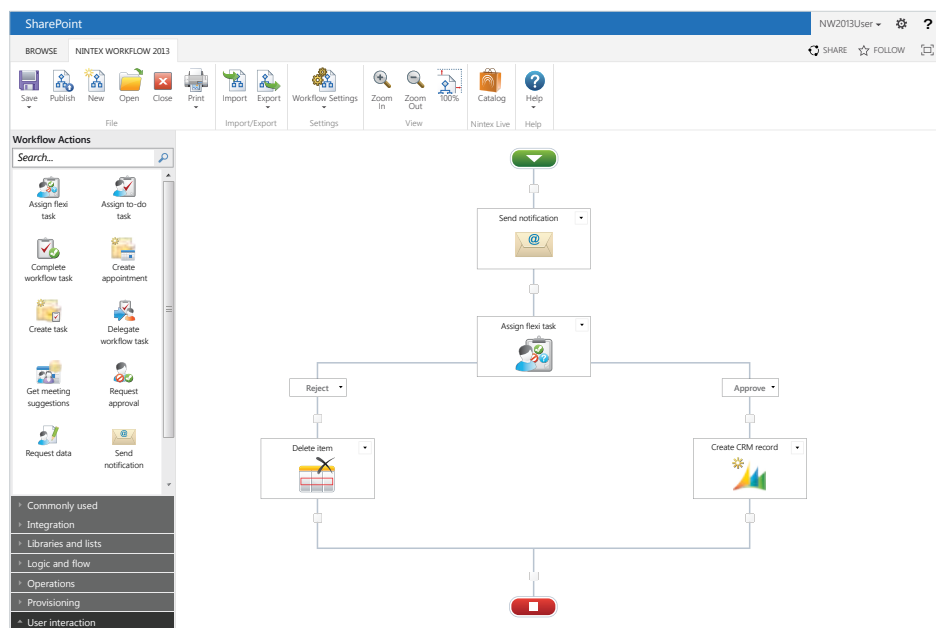 SharePoint
NW2013User
?
BROWSE
NINTEX WORKFLOW 2013
SHARE
FOLLOW
Save
Publish
New
Open
Close
Print
Import
Export
Workflow Settings
Zoom
In
Zoom
Out
100%
Catalog
Help
File
Import/Export
Settings
View
Nintex Live
Help
Workflow Actions
Search...
Assign flexi
task
Assign to-do
task
Complete
workflow task
Create
appointment
Create task
Delegate
workflow task
Get meeting
suggestions
Request
approval
Request data
Send
notification
Commonly used
Integration
Libraries and lists
Logic and flow
Operations
Provisioning
User interaction
Send notification
@
Assign flexi task
Reject
Approve
Delete item
Create CRM record